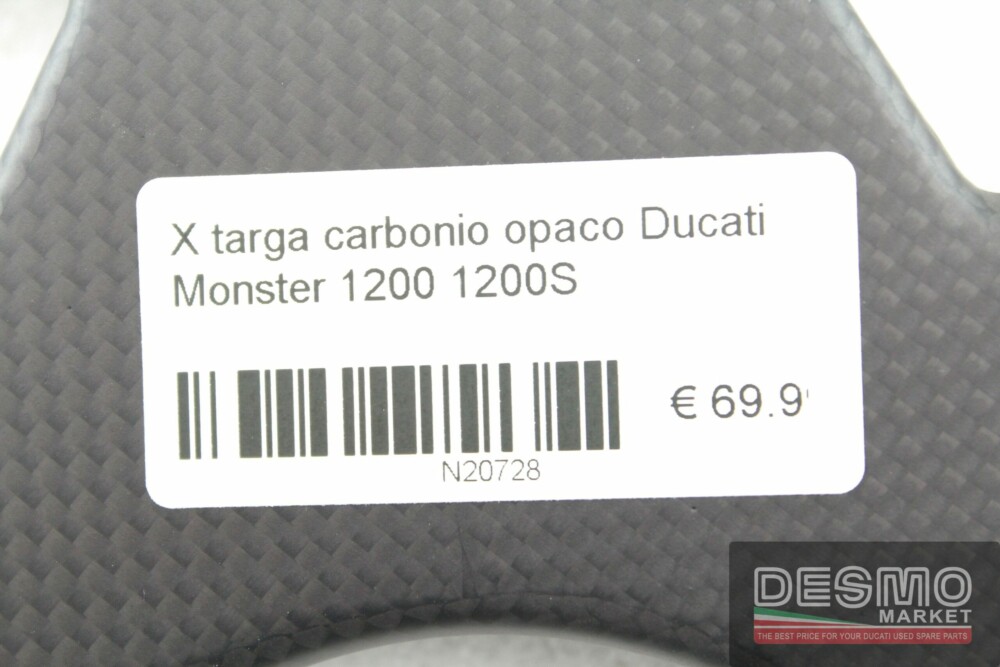 X targa carbonio opaco Ducati
Monster 1200 1200S
€ 69.9
N20728
DESMO
MARKET
THE BEST PRICE FOR YOUR DUCATI USED SPARE PARTS